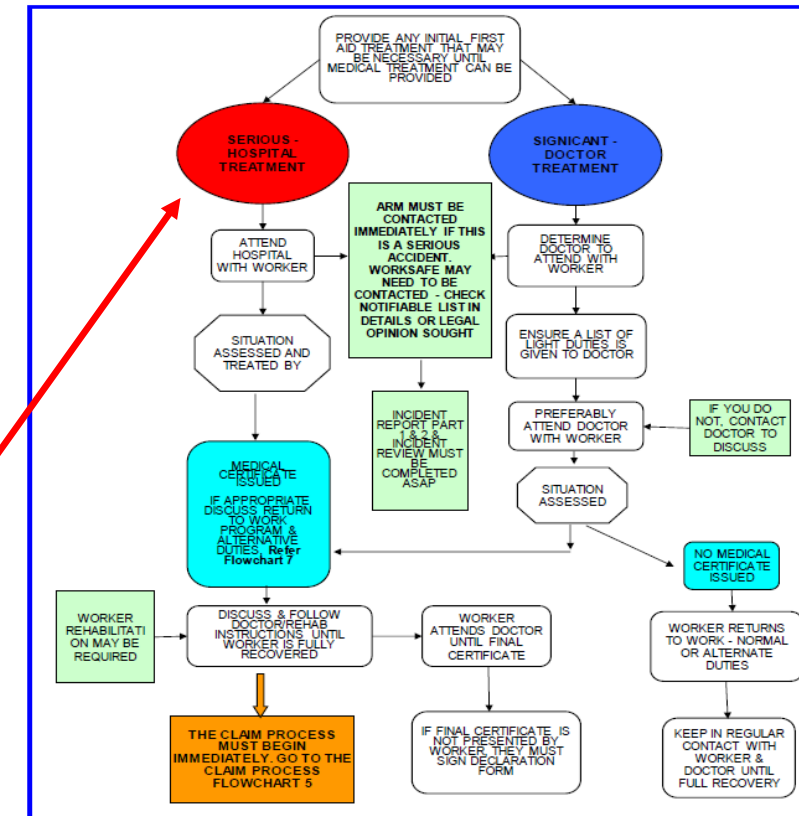 PROVIDE ANY INITIAL FIRST
AID TREATMENT THAT MAY
BE NECESSARY UNTIL
MEDICAL TREATMENT CAN BE
PROVIDED
SERIOUS -
HOSPITAL
TREATMENT
SIGNICANT -
DOCTOR
TREATMENT
ARM MUST BE
CONTACTED
IMMEDIATELY IF THIS
IS A SERIOUS
ACCIDENT.
WORKSAFE MAY
NEED TO BE
CONTACTED - CHECK
NOTIFIABLE LIST IN
DETAILS OR LEGAL
OPINION SOUGHT
ATTEND
HOSPITAL
WITH WORKER
DETERMINE
DOCTOR TO
ATTEND WITH
WORKER
SITUATION
ASSESSED AND
TREATED BY
ENSURE A LIST OF
LIGHT DUTIES IS
GIVEN TO DOCTOR
INCIDENT
REPORT PART
1 & 2 &
INCIDENT
REVIEW MUST
BE
COMPLETED
ASAP
PREFERABLY
ATTEND DOCTOR
WITH WORKER
IF YOU DO
NOT, CONTACT
DOCTOR TO
DISCUSS
MEDICAL
CERTIFICATE
ISSUED
IF APPROPRIATE
DISCUSS RETURN
TO WORK
PROGRAM &
ALTERNATIVE
DUTIES, Refer
Flowchart 7
SITUATION
ASSESSED
NO MEDICAL
CERTIFICATE
ISSUED
WORKER
REHABILITATI
ON MAY BE
REQUIRED
DISCUSS & FOLLOW
DOCTOR/REHAB
INSTRUCTIONS UNTIL
WORKER IS FULLY
RECOVERED
WORKER
ATTENDS DOCTOR
UNTIL FINAL
CERTIFICATE
WORKER RETURNS
TO WORK - NORMAL
OR ALTERNATE
DUTIES
THE CLAIM PROCESS
MUST BEGIN
IMMEDIATELY. GO TO THE
CLAIM PROCESS
FLOWCHART 5
IF FINAL CERTIFICATE IS
NOT PRESENTED BY
WORKER, THEY MUST
SIGN DECLARATION
FORM
KEEP IN REGULAR
CONTACT WITH
WORKER &
DOCTOR UNTIL
FULL RECOVERY